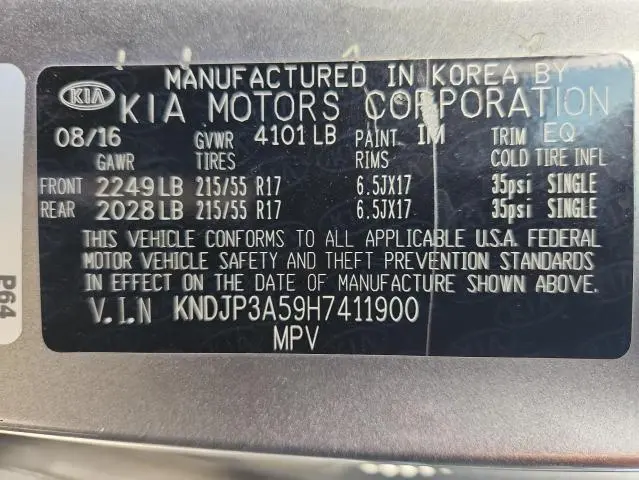 MANUFACTURED IN KOREA BY
KIA KIA MOTORS CORPORATION
08/16 GVWR 4101 LB PAINT IM TRIM EQ
GAWR TIRES RIMS COLD TIRE INFL
FRONT 2249 LB 215/55 R17 6.5JX17 35psi SINGLE
REAR 2028 LB 215/55 R17 6.5JX17 35psi SINGLE
THIS VEHICLE CONFORMS TO ALL APPLICABLE U.S.A. FEDERAL
MOTOR VEHICLE SAFETY AND THEFT PREVENTION STANDARDS
IN EFFECT ON THE DATE OF MANUFACTURE SHOWN ABOVE.
V.I.N KNDJP3A59H7411900
MPV
P64